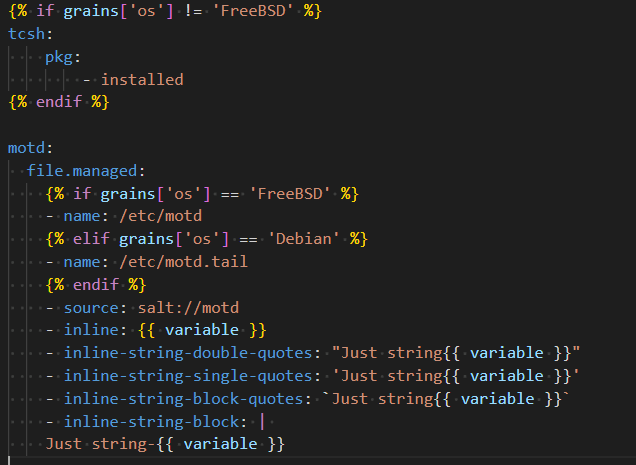 {% if grains['os'] != 'FreeBSD' %}
tcsh:
    pkg:
        - installed
{% endif %}

motd:
  file.managed:
    {% if grains['os'] == 'FreeBSD' %}
    - name: /etc/motd
    {% elif grains['os'] == 'Debian' %}
    - name: /etc/motd.tail
    {% endif %}
    - source: salt://motd
    - inline: {{ variable }}
    - inline-string-double-quotes: "Just string{{ variable }}"
    - inline-string-single-quotes: 'Just string{{ variable }}'
    - inline-string-block-quotes: `Just string{{ variable }}`
    - inline-string-block: |
    Just string-{{ variable }}